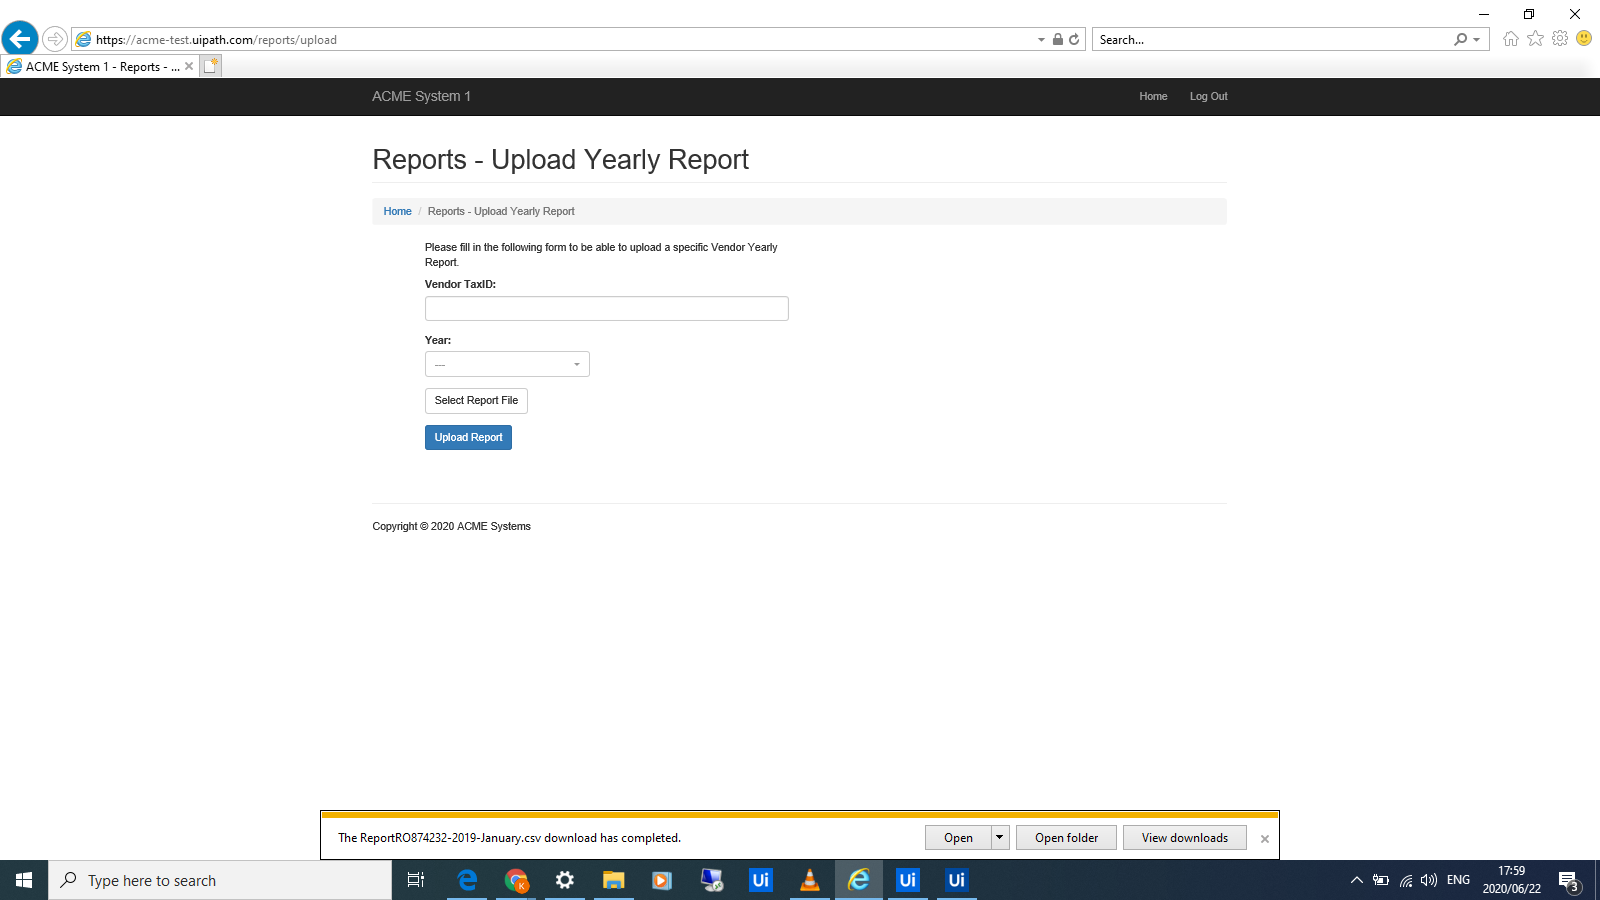 https://acme-test.uipath.com/reports/upload
Search...
ACME System 1 - Reports - ...
ACME System 1
Home
Log Out
Reports - Upload Yearly Report
Home / Reports - Upload Yearly Report
Please fill in the following form to be able to upload a specific Vendor Yearly
Report.
Vendor TaxID:
Year:
---
Select Report File
Upload Report
Copyright © 2020 ACME Systems
The ReportRO874232-2019-January.csv download has completed.
Open
Open folder
View downloads
Type here to search
K
Ui
Ui
Ui
ENG
17:59
2020/06/22
3